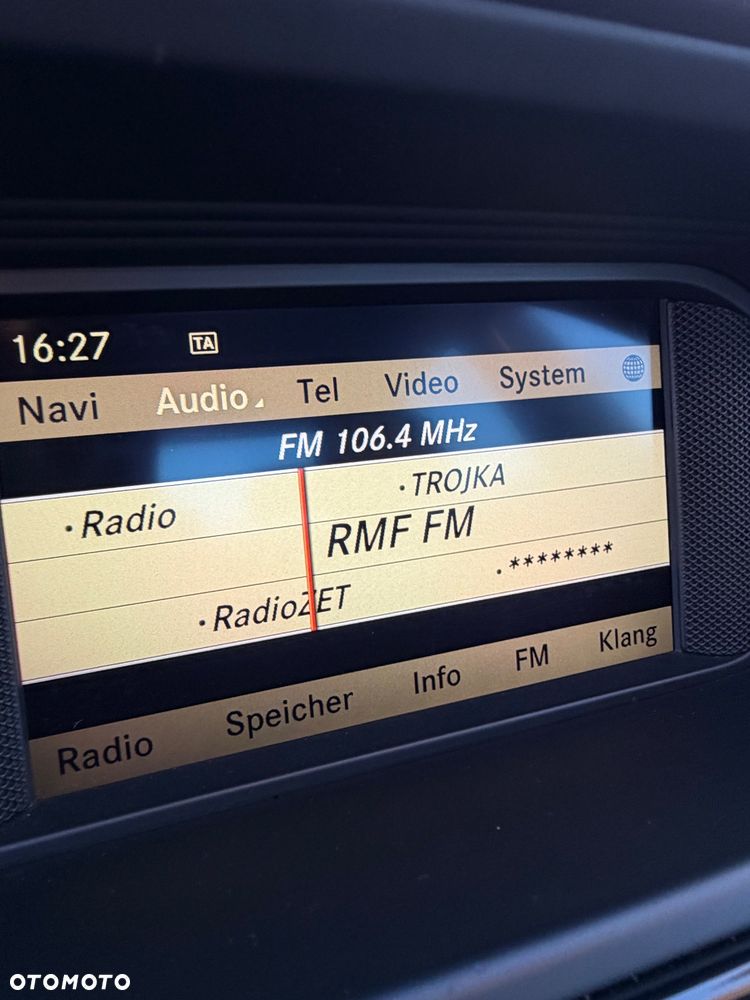 16:27 TA
Navi Audio Tel Video System
FM 106.4 MHz
·Radio ·TROJKA
RMF FM
·RadioZET ·********
Radio Speicher Info FM Klang
OTOMOTO